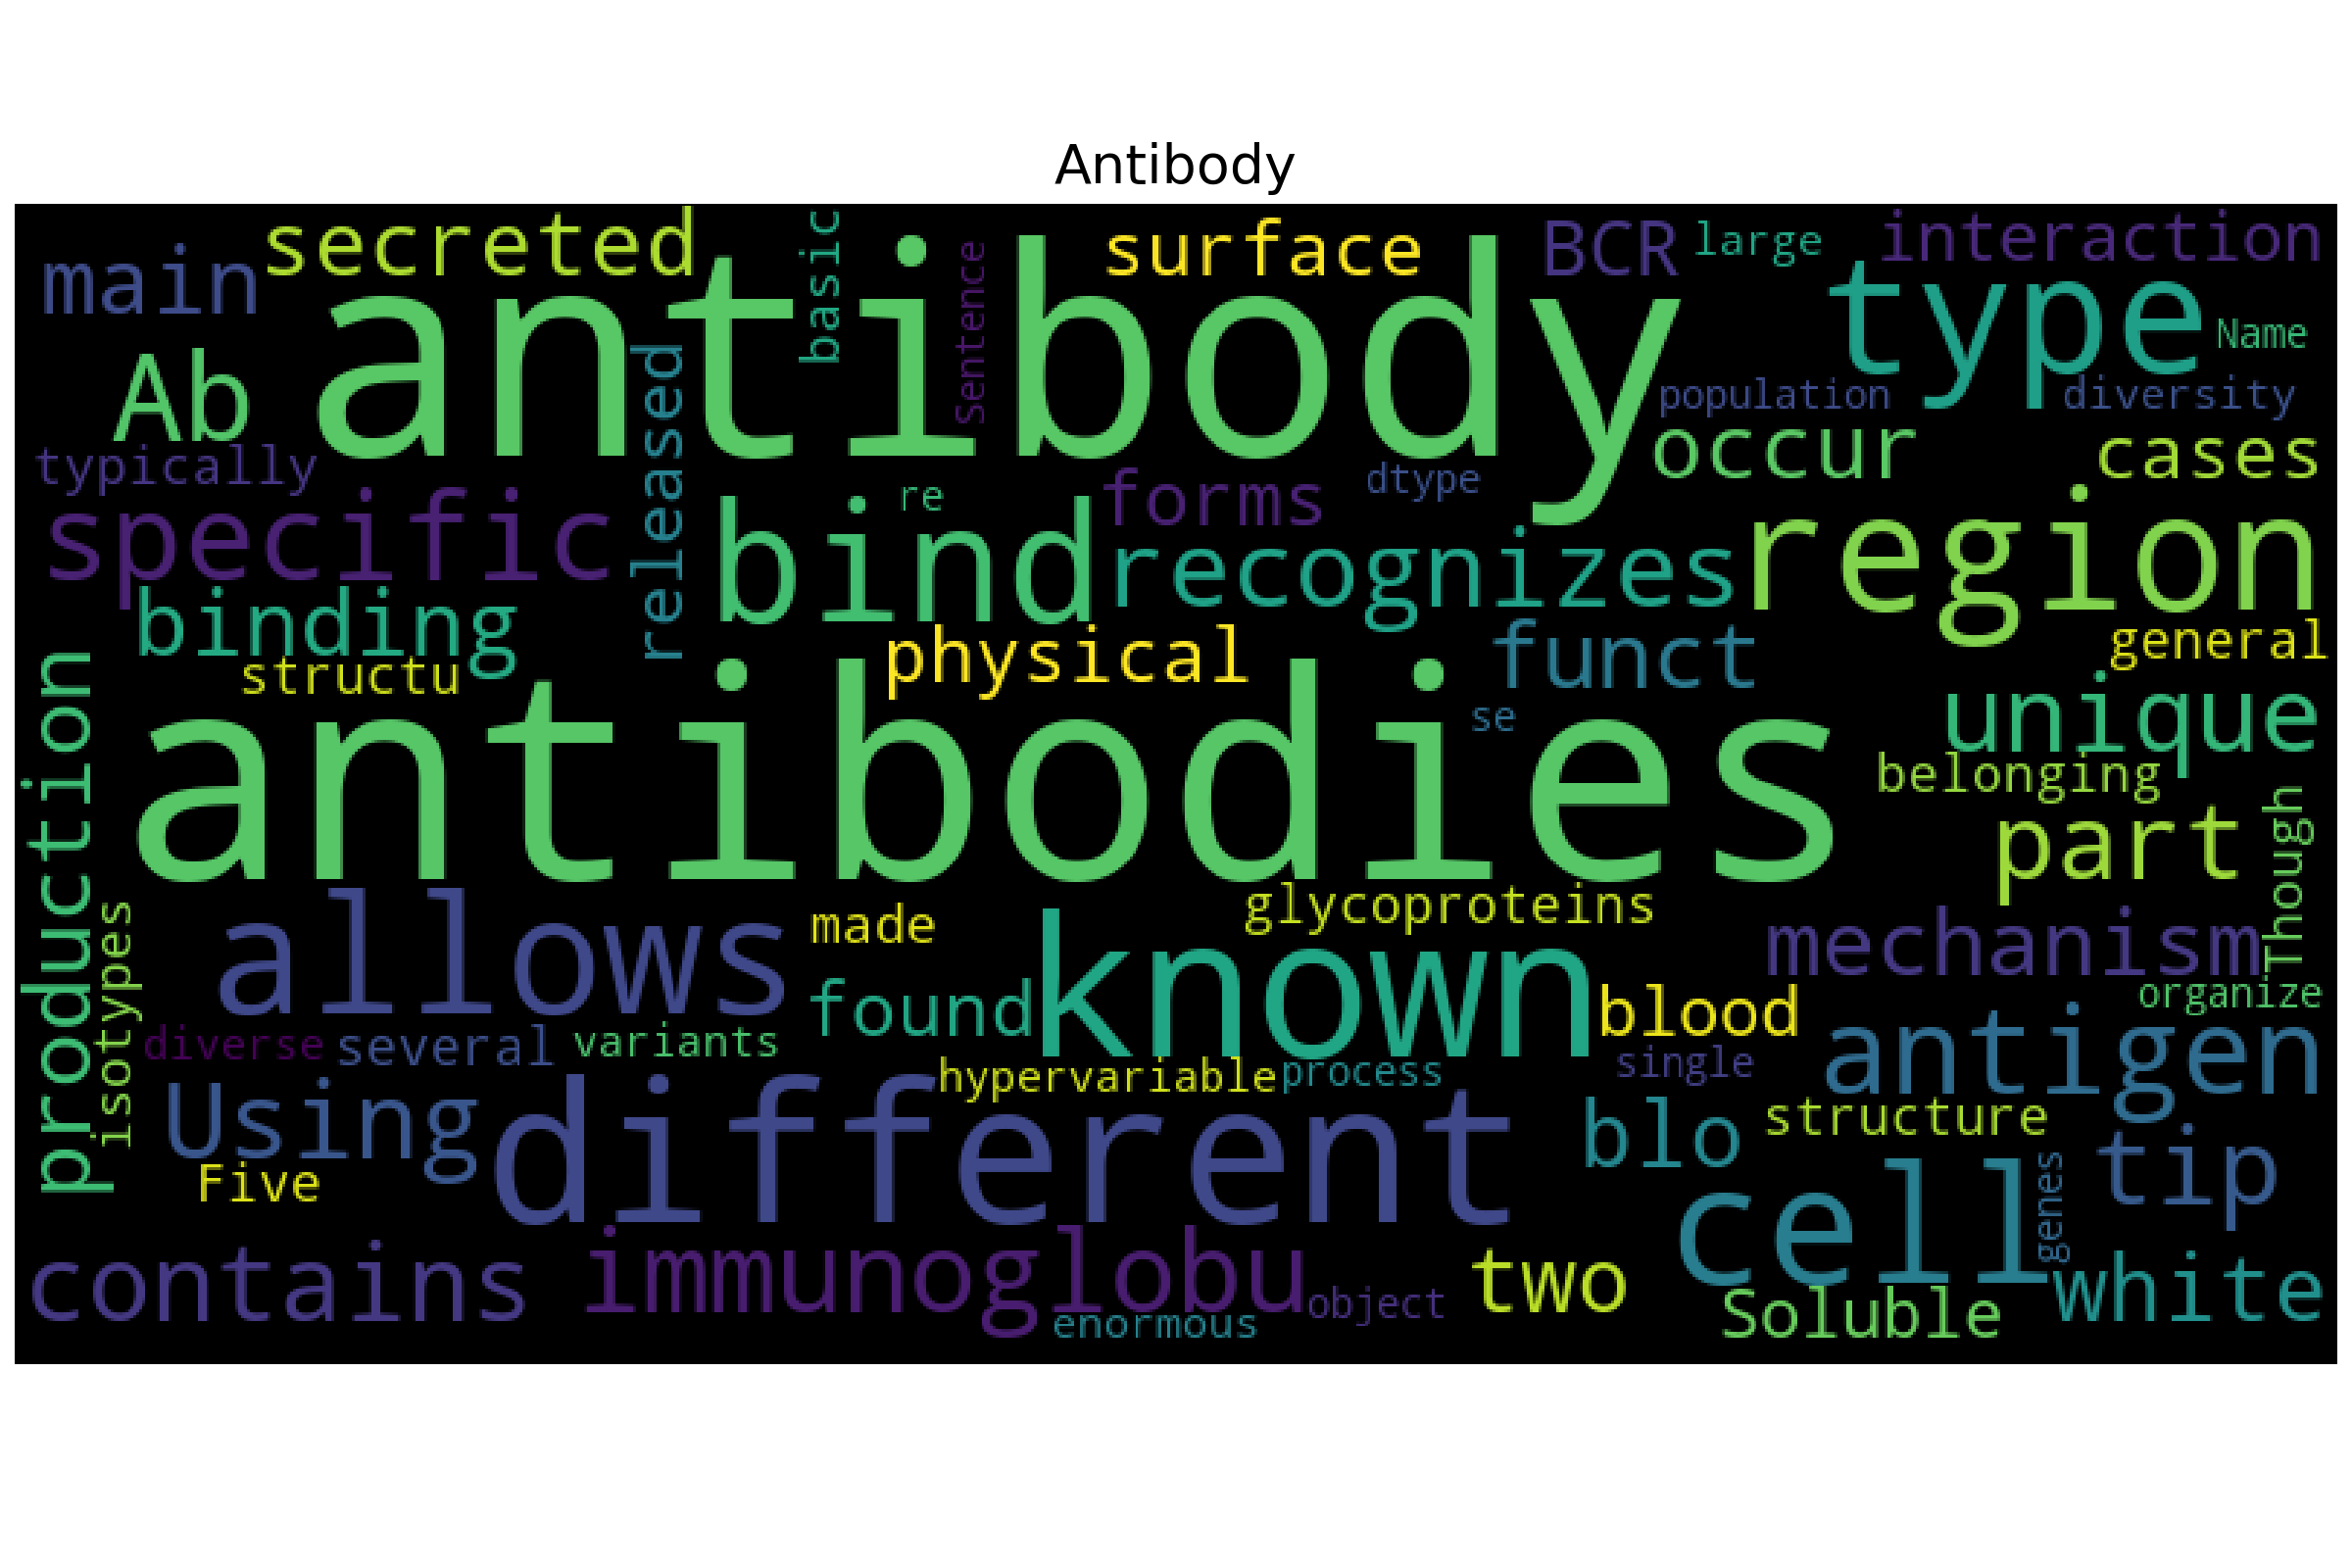 Antibody
secreted
basic
surface
BCR
large
interaction
main
antibody
Sentence
type
Name
Ab
released
population
diversity
typically
re
forms
dtype
occur
cases
specific
bind
recognizes
region
binding
structu
physical
funct
general
production
antibodies
se
unique
belonging
part
Though
isotypes
allows
made
glycoproteins
known
mechanism
found
blood
organize
diverse
several
variants
hypervariable
process
single
antigen
Using
different
blo
structure
tip
Five
cell
genes
contains
immunoglobu
object
two
white
enormous
Soluble